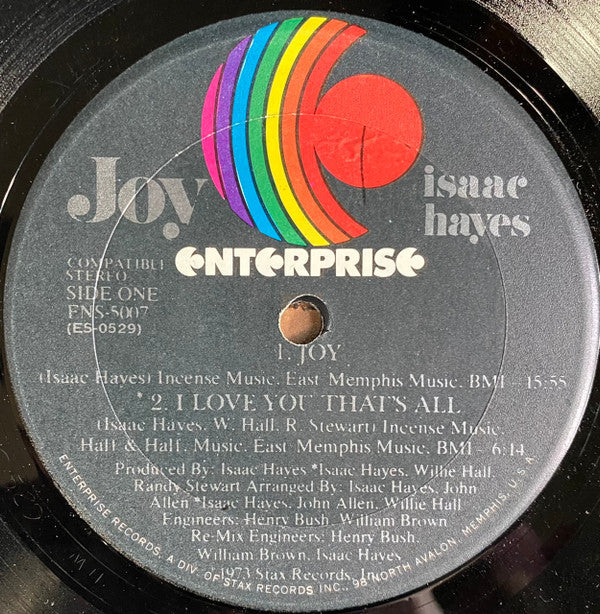 Joy
isaac
hayes
ENTERPRISE
COMPATIBLE
STEREO
SIDE ONE
ENS-5007
(ES-0529)
1. JOY
(Isaac Hayes) Incense Music, East Memphis Music, BMI - 15:55
*2. I LOVE YOU THAT'S ALL
(Isaac Hayes, W. Hall, R. Stewart) Incense Music,
Half & Half, Music, East Memphis Music, BMI - 6:14
Produced By: Isaac Hayes *Isaac Hayes, Willie Hall,
Randy Stewart Arranged By: Isaac Hayes, John
Allen *Isaac Hayes, John Allen, Willie Hall
Engineers: Henry Bush, William Brown
Re-Mix Engineers: Henry Bush,
William Brown, Isaac Hayes
1973 Stax Records, Inc.
ENTERPRISE RECORDS, A DIV. OF STAX RECORDS INC., 98 NORTH AVALON, MEMPHIS, U.S.A.